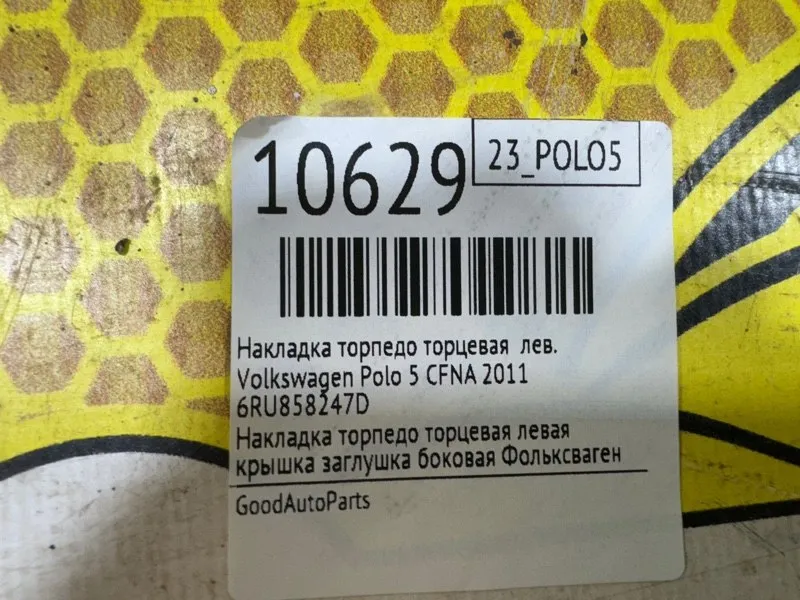 10629
23_POLO5
Накладка торпедо торцевая лев.
Volkswagen Polo 5 CFNA 2011
6RU858247D
Накладка торпедо торцевая левая
крышка заглушка боковая Фольксваген
GoodAutoParts